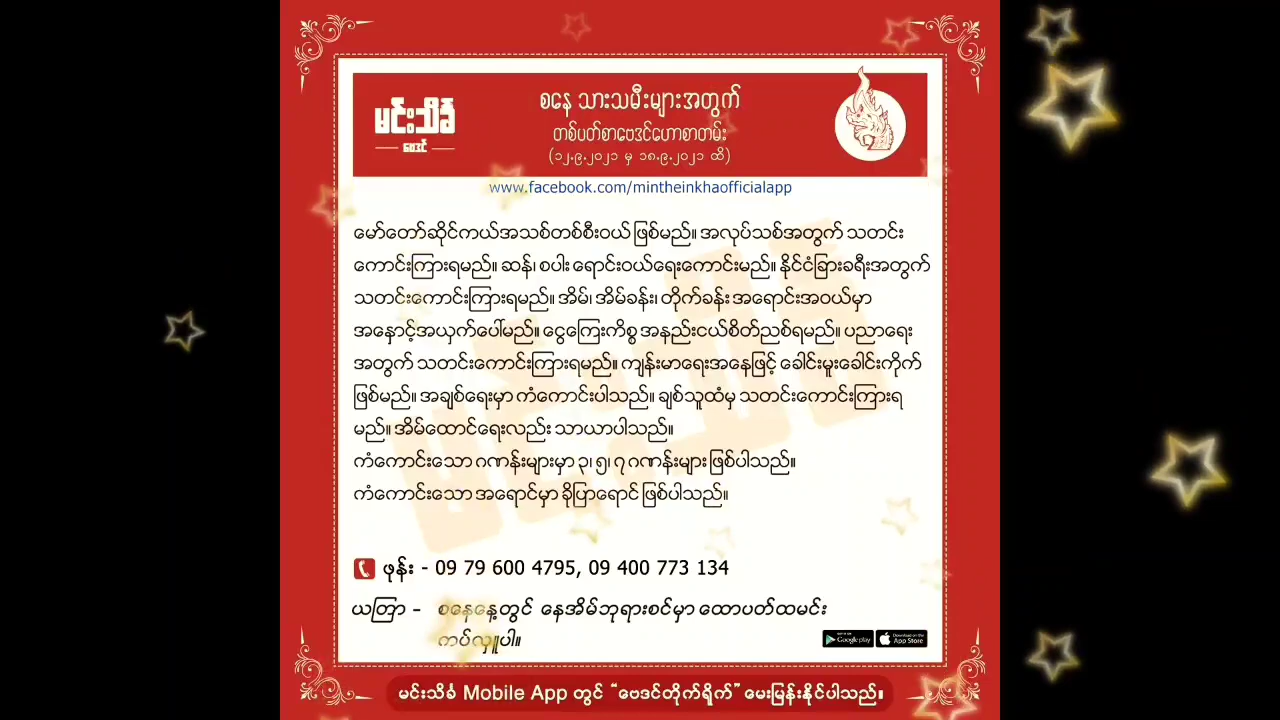 မင်းသိင်္ခ
ဗေဒင်
စနေ သားသမီးများအတွက်
တစ်ပတ်စာဗေဒင်ဟောစာတမ်း
(၁၂.၉.၂၀၂၁ မှ ၁၈.၉.၂၀၂၁ ထိ)
www.facebook.com/mintheinkhaofficialapp
မော်တော်ဆိုင်ကယ်အသစ်တစ်စီးဝယ်ဖြစ်မည်။ အလုပ်သစ်အတွက် သတင်း
ကောင်းကြားရမည်။ ဆန်၊ စပါး ရောင်းဝယ်ရေးကောင်းမည်။ နိုင်ငံခြားခရီးအတွက်
သတင်းကောင်းကြားရမည်။ အိမ်၊ အိမ်ခန်း၊ တိုက်ခန်း အရောင်းအဝယ်မှာ
အနှောင့်အယှက်ပေါ်မည်။ ငွေကြေးကိစ္စ အနည်းငယ်စိတ်ညစ်ရမည်။ ပညာရေး
အတွက် သတင်းကောင်းကြားရမည်။ ကျန်းမာရေးအနေဖြင့် ခေါင်းမူးခေါင်းကိုက်
ဖြစ်မည်။ အချစ်ရေးမှာ ကံကောင်းပါသည်။ ချစ်သူထံမှ သတင်းကောင်းကြားရ
မည်။ အိမ်ထောင်ရေးလည်း သာယာပါသည်။
ကံကောင်းသော ဂဏန်းများမှာ ၃၊ ၅၊ ၇ ဂဏန်းများ ဖြစ်ပါသည်။
ကံကောင်းသော အရောင်မှာ ခိုပြာရောင် ဖြစ်ပါသည်။
ဖုန်း - 09 79 600 4795, 09 400 773 134
ယတြာ - စနေနေ့တွင် နေအိမ်ဘုရားစင်မှာ ထောပတ်ထမင်း
ကပ်လှူပါ။
GET IT ON Google play
Download on the App Store
မင်းသိင်္ခ Mobile App တွင် “ဗေဒင်တိုက်ရိုက်” မေးမြန်းနိုင်ပါသည်။